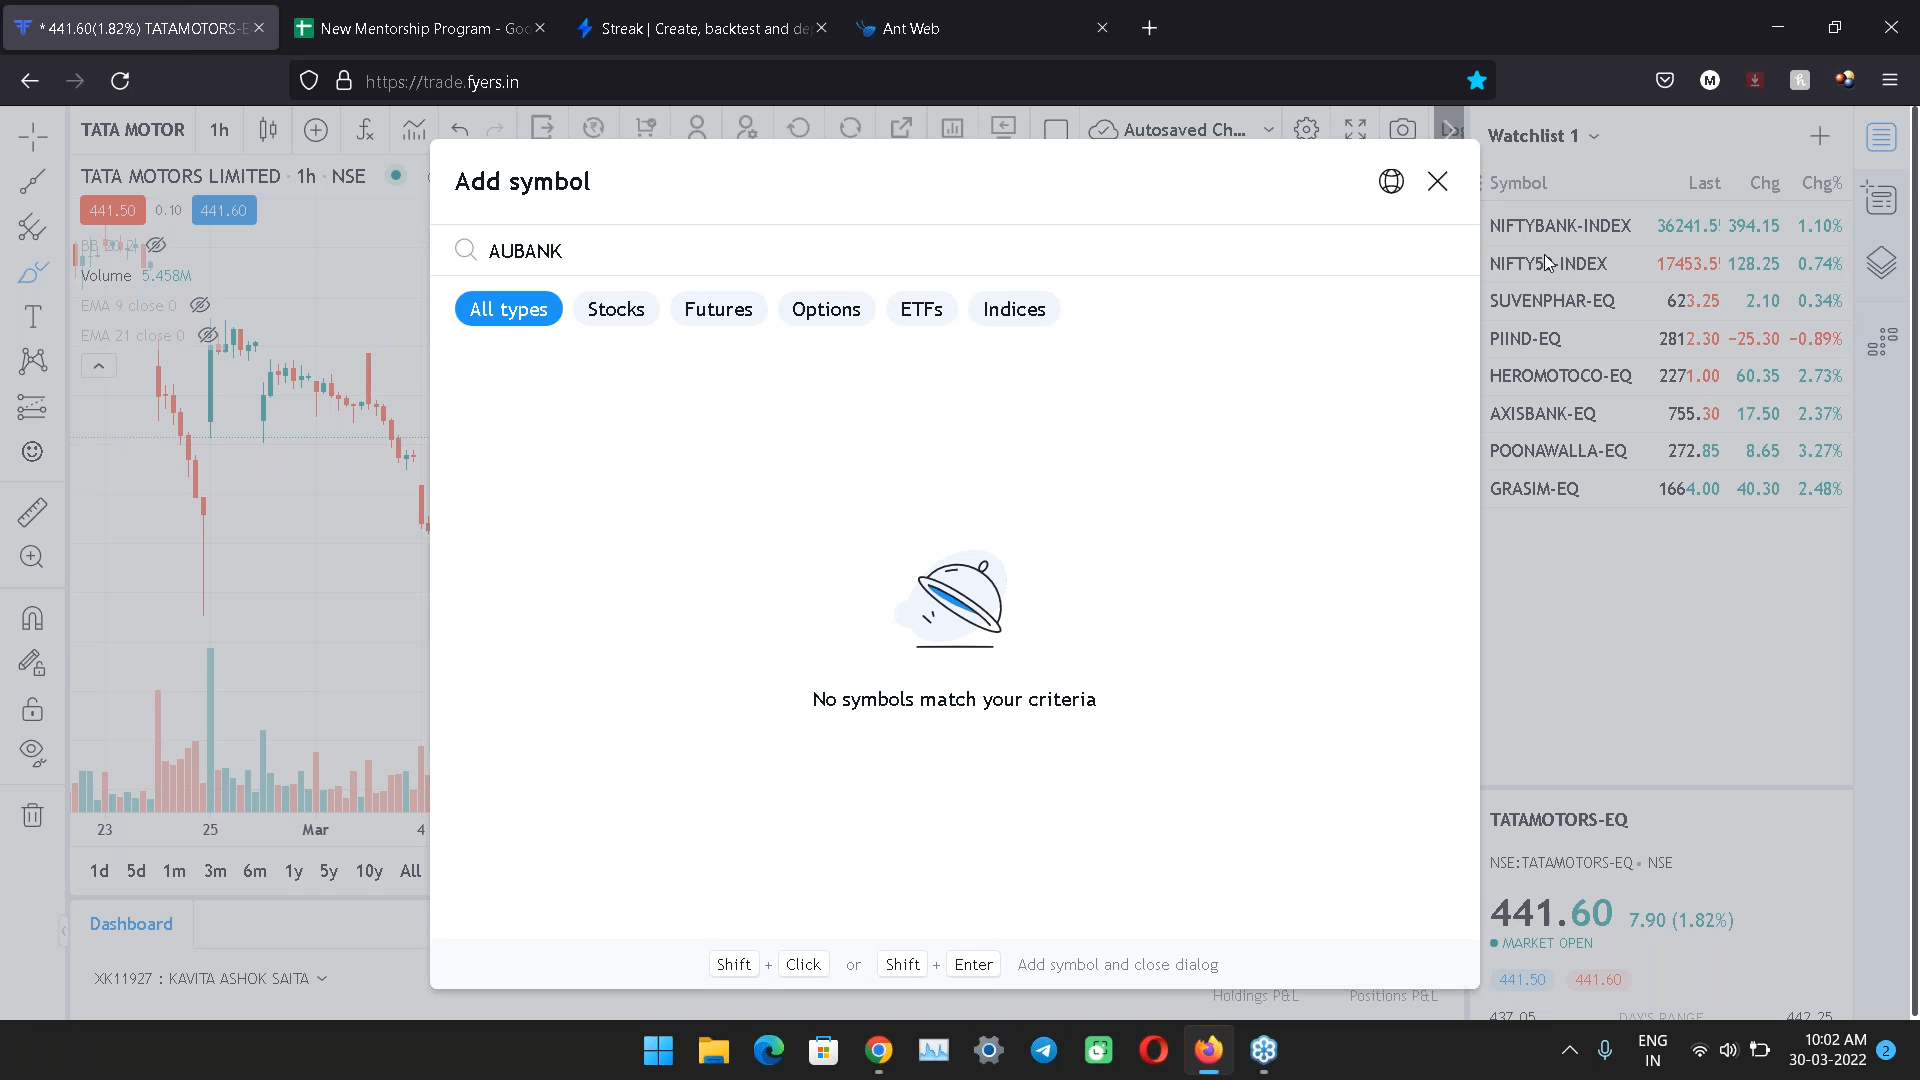 * 441.60(1.82%) TATAMOTORS-E
New Mentorship Program - Goo
Streak | Create, backtest and de
Ant Web
https://trade.fyers.in
TATA MOTOR 1h
Autosaved Ch...
Watchlist 1
TATA MOTORS LIMITED · 1h · NSE
441.50 0.10 441.60
Volume 5.458M
EMA 9 close 0
EMA 21 close 0
Add symbol
AUBANK
All types Stocks Futures Options ETFs Indices
No symbols match your criteria
Shift + Click or Shift + Enter Add symbol and close dialog
Symbol Last Chg Chg%
NIFTYBANK-INDEX 36241.5 394.15 1.10%
NIFTY50-INDEX 17453.5 128.25 0.74%
SUVENPHAR-EQ 623.25 2.10 0.34%
PIIND-EQ 2812.30 -25.30 -0.89%
HEROMOTOCO-EQ 2271.00 60.35 2.73%
AXISBANK-EQ 755.30 17.50 2.37%
POONAWALLA-EQ 272.85 8.65 3.27%
GRASIM-EQ 1664.00 40.30 2.48%
23 25 Mar 4
1d 5d 1m 3m 6m 1y 5y 10y All
Dashboard
XK11927 : KAVITA ASHOK SAITA
Holdings P&L Positions P&L
TATAMOTORS-EQ
NSE:TATAMOTORS-EQ • NSE
441.60 7.90 (1.82%)
MARKET OPEN
441.50 441.60
437.05 DAY'S RANGE 442.25
ENG
IN
10:02 AM
30-03-2022
2